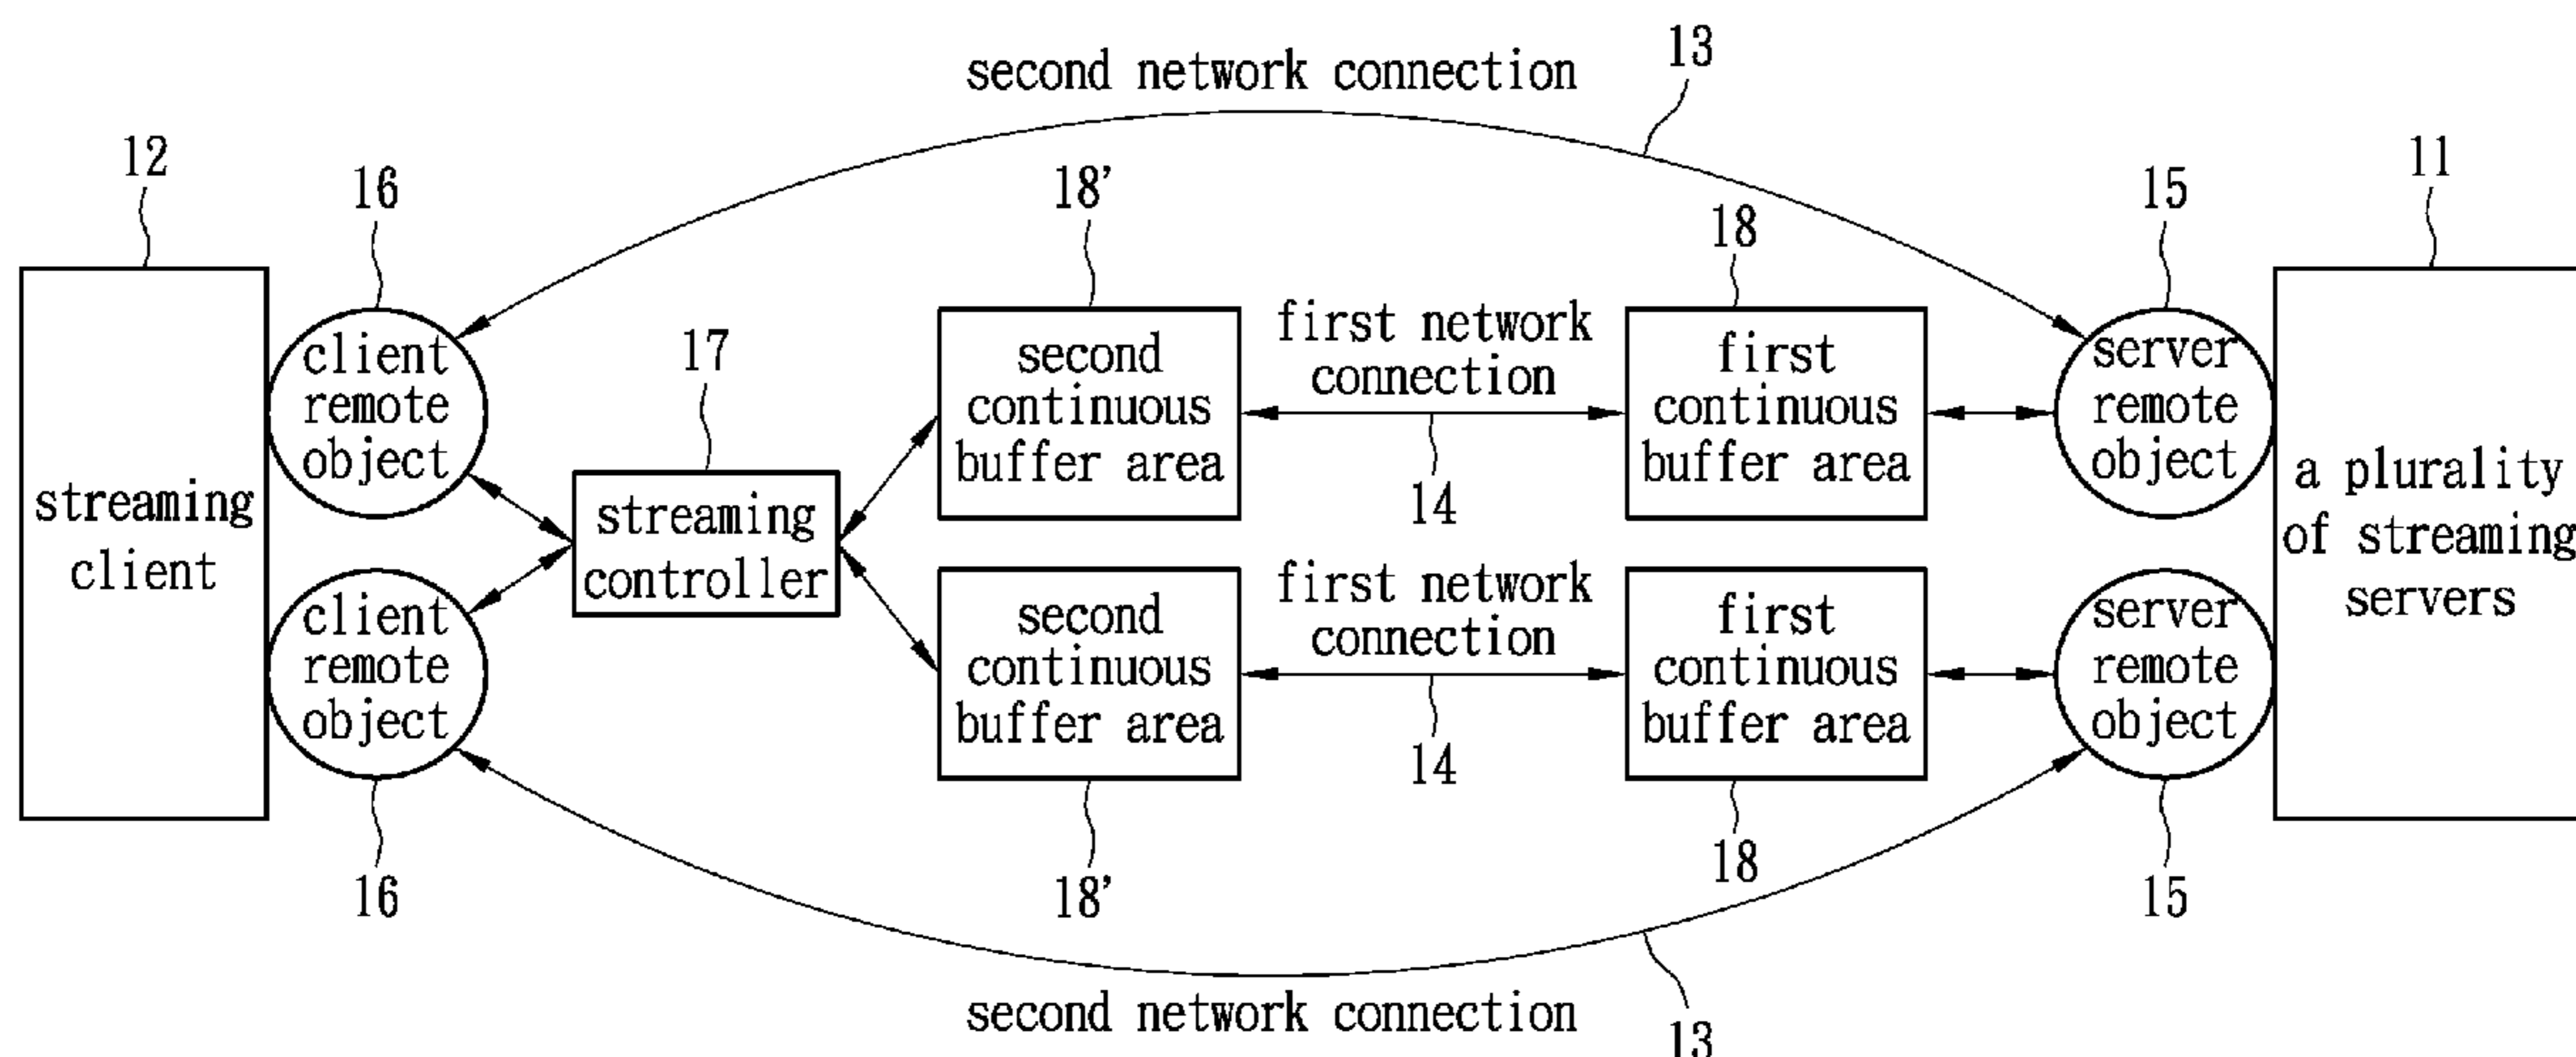 13
second network connection
12
16
18'
18
15
11
17
client
remote
object
second
continuous
buffer area
first network
connection
14
first
continuous
buffer area
server
remote
object
streaming
client
streaming
controller
a plurality
of streaming
servers
client
remote
object
second
continuous
buffer area
first network
connection
14
first
continuous
buffer area
server
remote
object
16
18'
18
15
second network connection
13